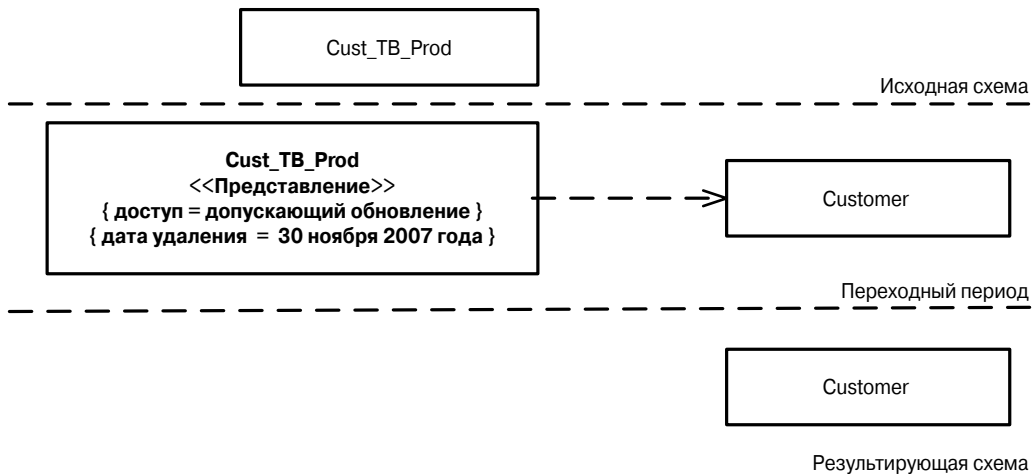 Cust_TB_Prod
Исходная схема
Cust_TB_Prod
<<Представление>>
{ доступ = допускающий обновление }
{ дата удаления = 30 ноября 2007 года }
Customer
Переходный период
Customer
Результирующая схема